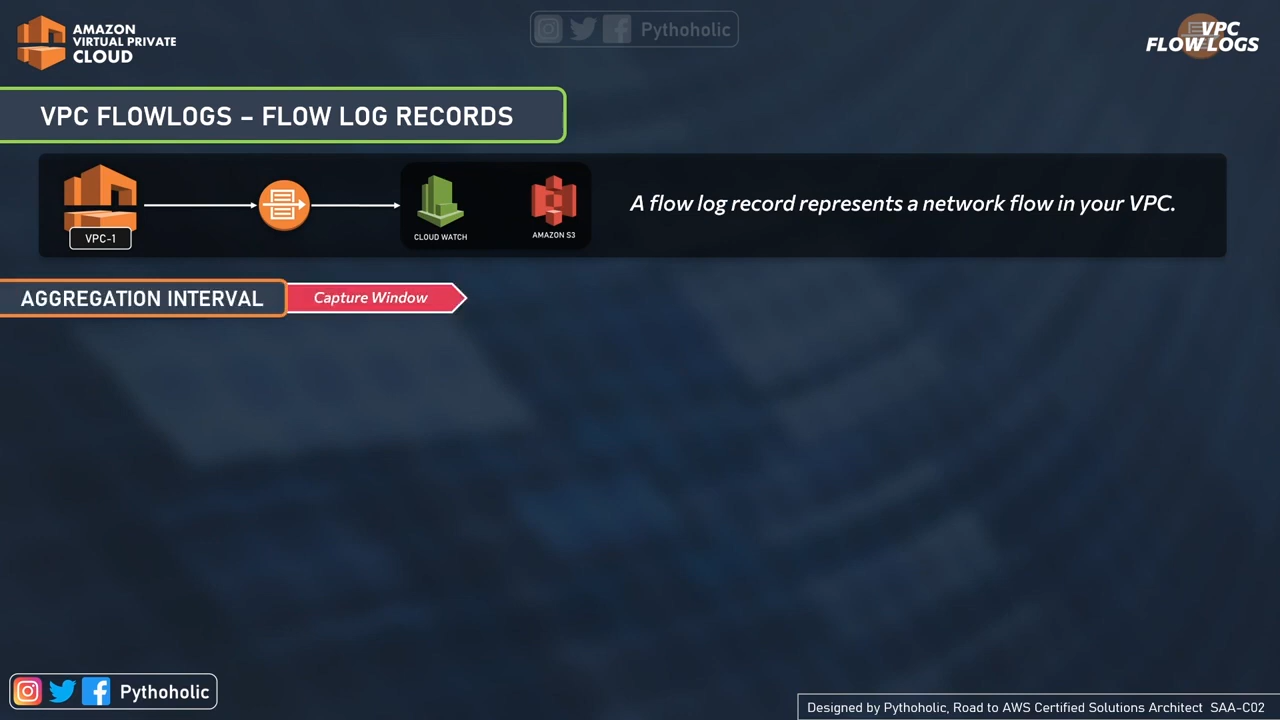 AMAZON
VIRTUAL PRIVATE
CLOUD
Pythoholic
VPC
FLOW LOGS
VPC FLOWLOGS – FLOW LOG RECORDS
VPC-1
CLOUD WATCH
AMAZON S3
A flow log record represents a network flow in your VPC.
AGGREGATION INTERVAL
Capture Window
Pythoholic
Designed by Pythoholic, Road to AWS Certified Solutions Architect SAA-C02